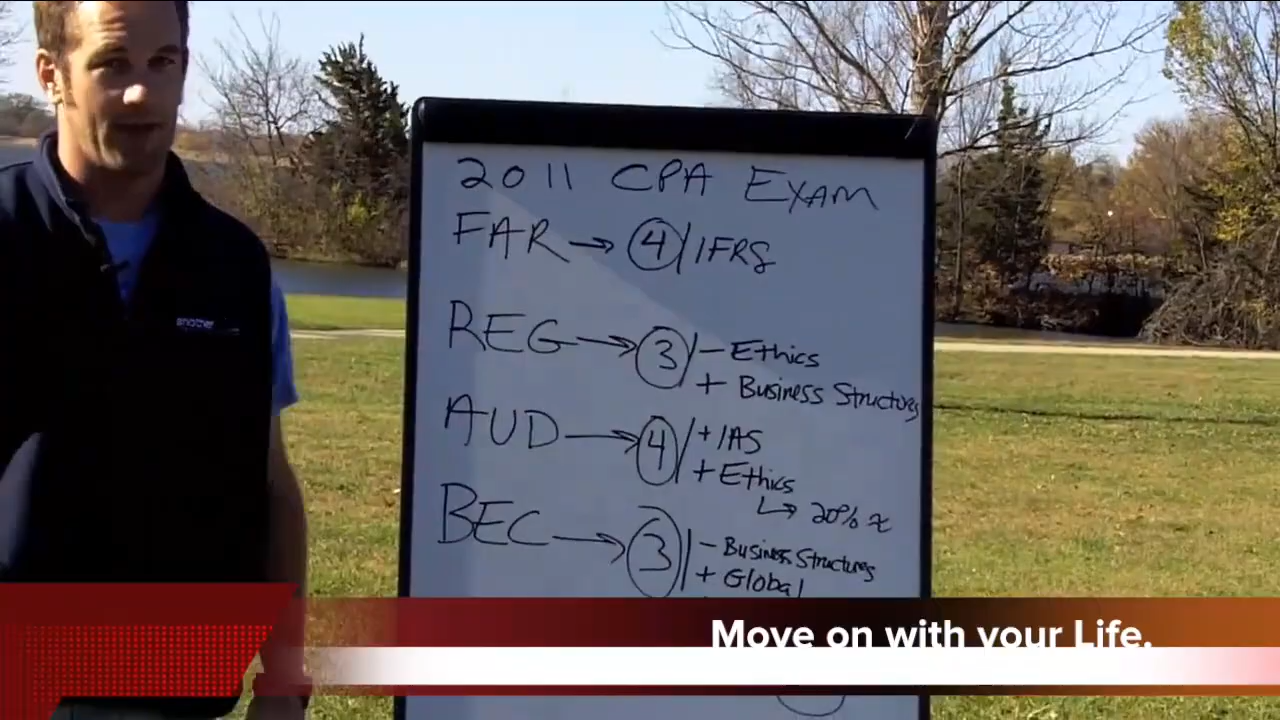 2011 CPA EXAM
FAR → 4 / IFRS
REG → 3 / - Ethics
+ Business Structures
AUD → 4 / + IAS
+ Ethics
↳ 20% ≈
BEC → 3 / - Business Structures
+ Global
another
Move on with your Life.